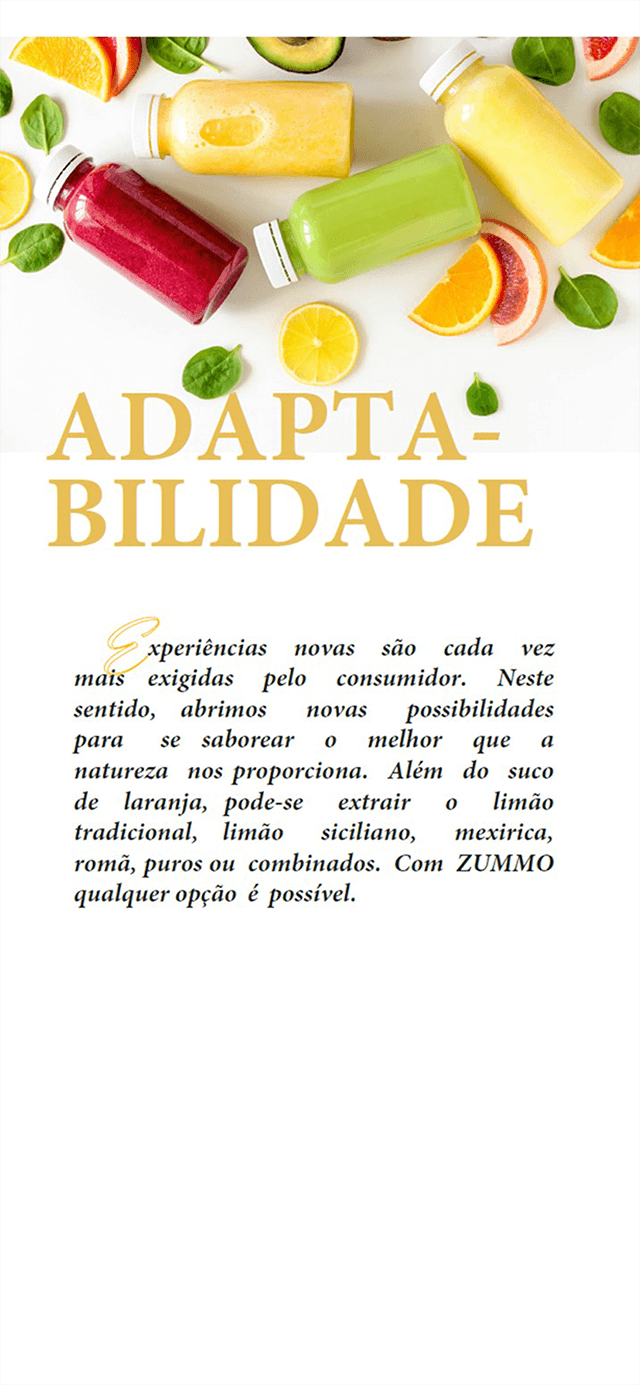 ADAPTA-
BILIDADE
Experiências novas são cada vez
mais exigidas pelo consumidor. Neste
sentido, abrimos novas possibilidades
para se saborear o melhor que a
natureza nos proporciona. Além do suco
de laranja, pode-se extrair o limão
tradicional, limão siciliano, mexirica,
romã, puros ou combinados. Com ZUMMO
qualquer opção é possível.